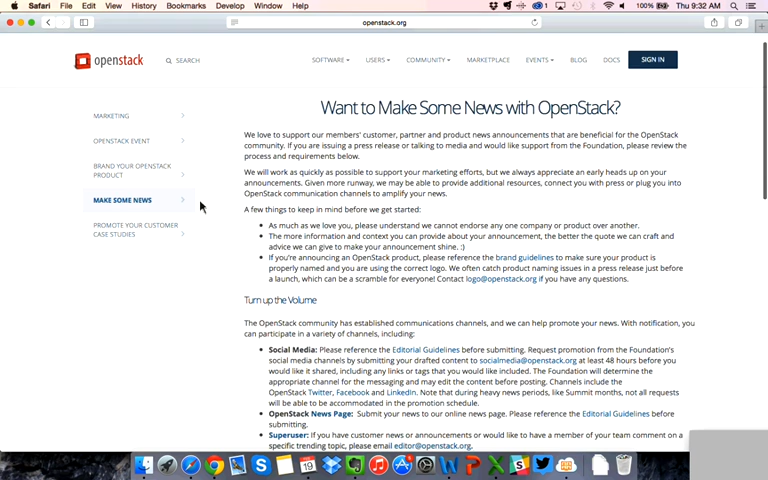 Safari File Edit View History Bookmarks Develop Window Help 100% Thu 9:32 AM
openstack.org
openstack SEARCH SOFTWARE USERS COMMUNITY MARKETPLACE EVENTS BLOG DOCS SIGN IN
Want to Make Some News with OpenStack?
MARKETING
OPENSTACK EVENT
BRAND YOUR OPENSTACK
PRODUCT
MAKE SOME NEWS
PROMOTE YOUR CUSTOMER
CASE STUDIES
We love to support our members' customer, partner and product news announcements that are beneficial for the OpenStack
community. If you are issuing a press release or talking to media and would like support from the Foundation, please review the
process and requirements below.
We will work as quickly as possible to support your marketing efforts, but we always appreciate an early heads up on your
announcements. Given more runway, we may be able to provide additional resources, connect you with press or plug you into
OpenStack communication channels to amplify your news.
A few things to keep in mind before we get started:
As much as we love you, please understand we cannot endorse any one company or product over another.
The more information and context you can provide about your announcement, the better the quote we can craft and
advice we can give to make your announcement shine. :)
If you're announcing an OpenStack product, please reference the brand guidelines to make sure your product is
properly named and you are using the correct logo. We often catch product naming issues in a press release just before
a launch, which can be a scramble for everyone! Contact logo@openstack.org if you have any questions.
Turn up the Volume
The OpenStack community has established communications channels, and we can help promote your news. With notification, you
can participate in a variety of channels, including:
Social Media: Please reference the Editorial Guidelines before submitting. Request promotion from the Foundation's
social media channels by submitting your drafted content to socialmedia@openstack.org at least 48 hours before you
would like it shared, including any links or tags that you would like included. The Foundation will determine the
appropriate channel for the messaging and may edit the content before posting. Channels include the
OpenStack Twitter, Facebook and LinkedIn. Note that during heavy news periods, like Summit months, not all requests
will be able to be accommodated in the promotion schedule.
OpenStack News Page: Submit your news to our online news page. Please reference the Editorial Guidelines before
submitting.
Superuser: If you have customer news or announcements or would like to have a member of your team comment on a
specific trending topic, please email editor@openstack.org.